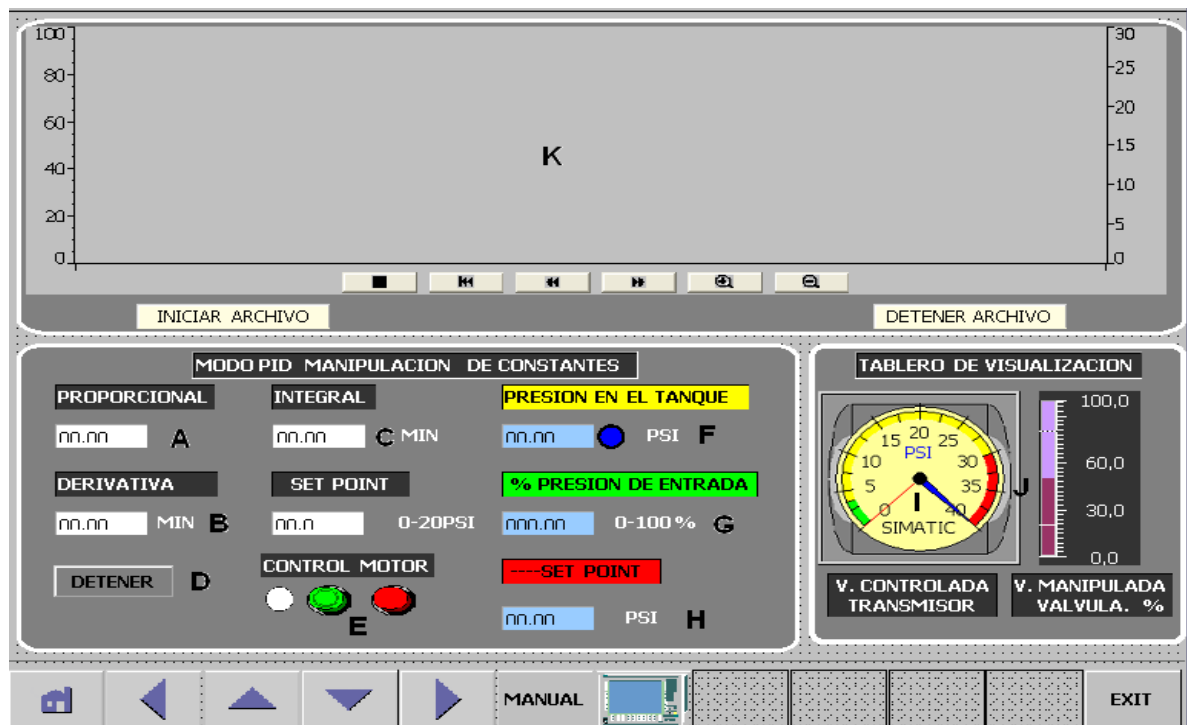 100
80
60
40
20
0
K
30
25
20
15
10
5
0
INICIAR ARCHIVO
DETENER ARCHIVO
MODO PID MANIPULACION DE CONSTANTES
PROPORCIONAL
INTEGRAL
PRESION EN EL TANQUE
nn.nn A
nn.nn C MIN
nn.nn PSI F
DERIVATIVA
SET POINT
% PRESION DE ENTRADA
nn.nn MIN B
nn.n 0-20PSI
nnn.nn 0-100% G
DETENER D
CONTROL MOTOR
E
----SET POINT
nn.nn PSI H
TABLERO DE VISUALIZACION
0
5
10
15
20
25
30
35
40
PSI
I
SIMATIC
J
100,0
60,0
30,0
0,0
V. CONTROLADA
TRANSMISOR
V. MANIPULADA
VALVULA. %
MANUAL
EXIT